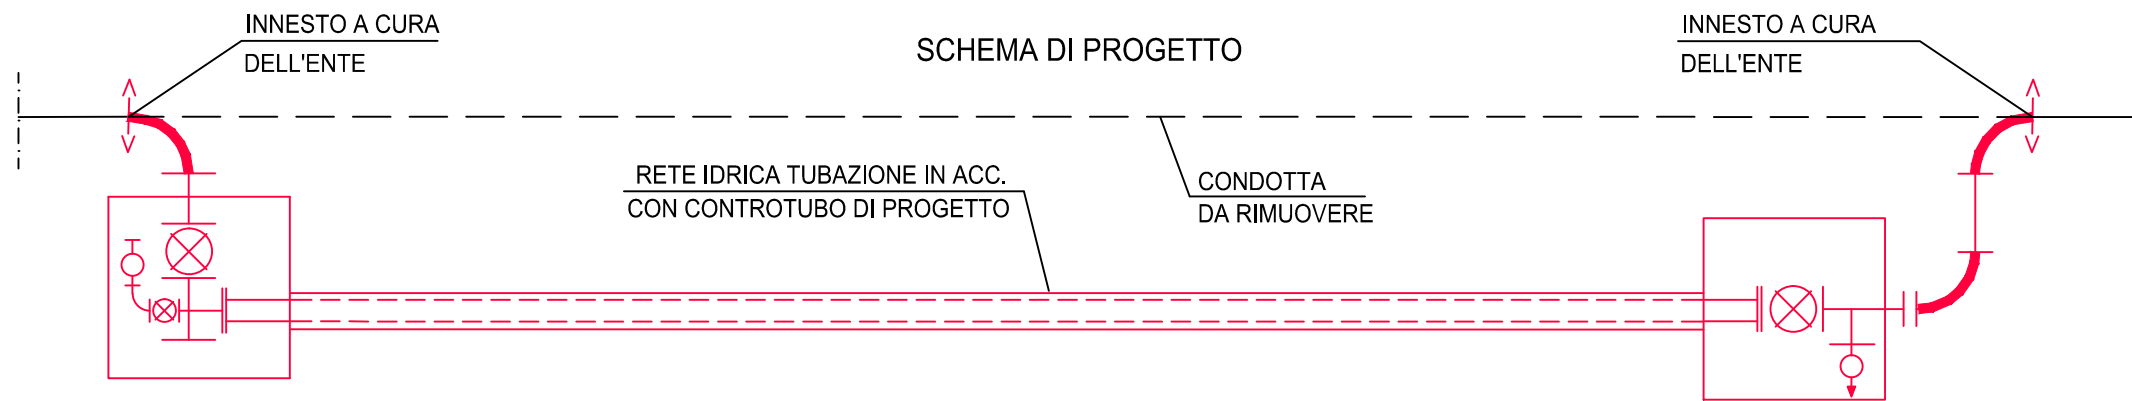 INNESTO A CURA
DELL'ENTE
SCHEMA DI PROGETTO
INNESTO A CURA
DELL'ENTE
RETE IDRICA TUBAZIONE IN ACC.
CON CONTROTUBO DI PROGETTO
CONDOTTA
DA RIMUOVERE